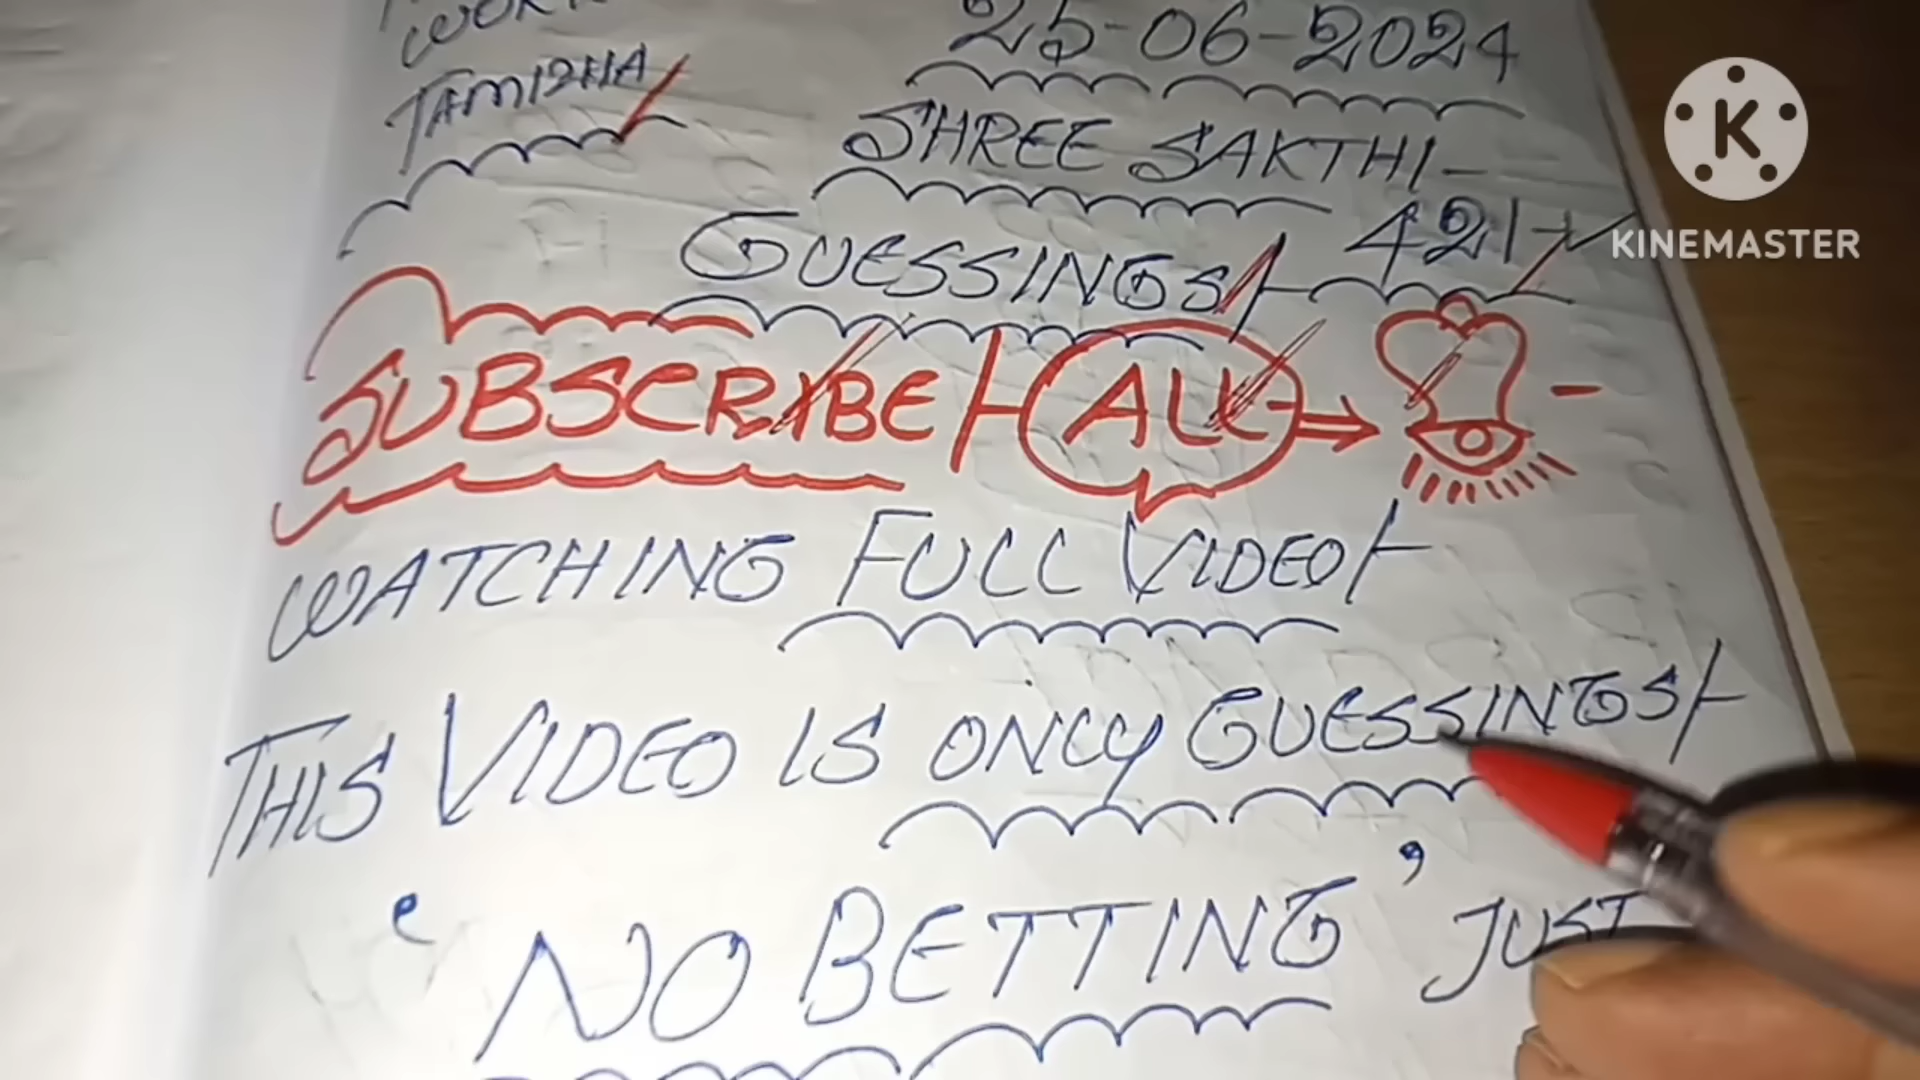 TAMIZHA
25-06-2024
SHREE SAKTHI-
421
GUESSINGS
SUBSCRIBE ALL →
WATCHING FULL VIDEO
THIS VIDEO IS ONLY GUESSINGS
'NO BETTING' JUST
KINEMASTER